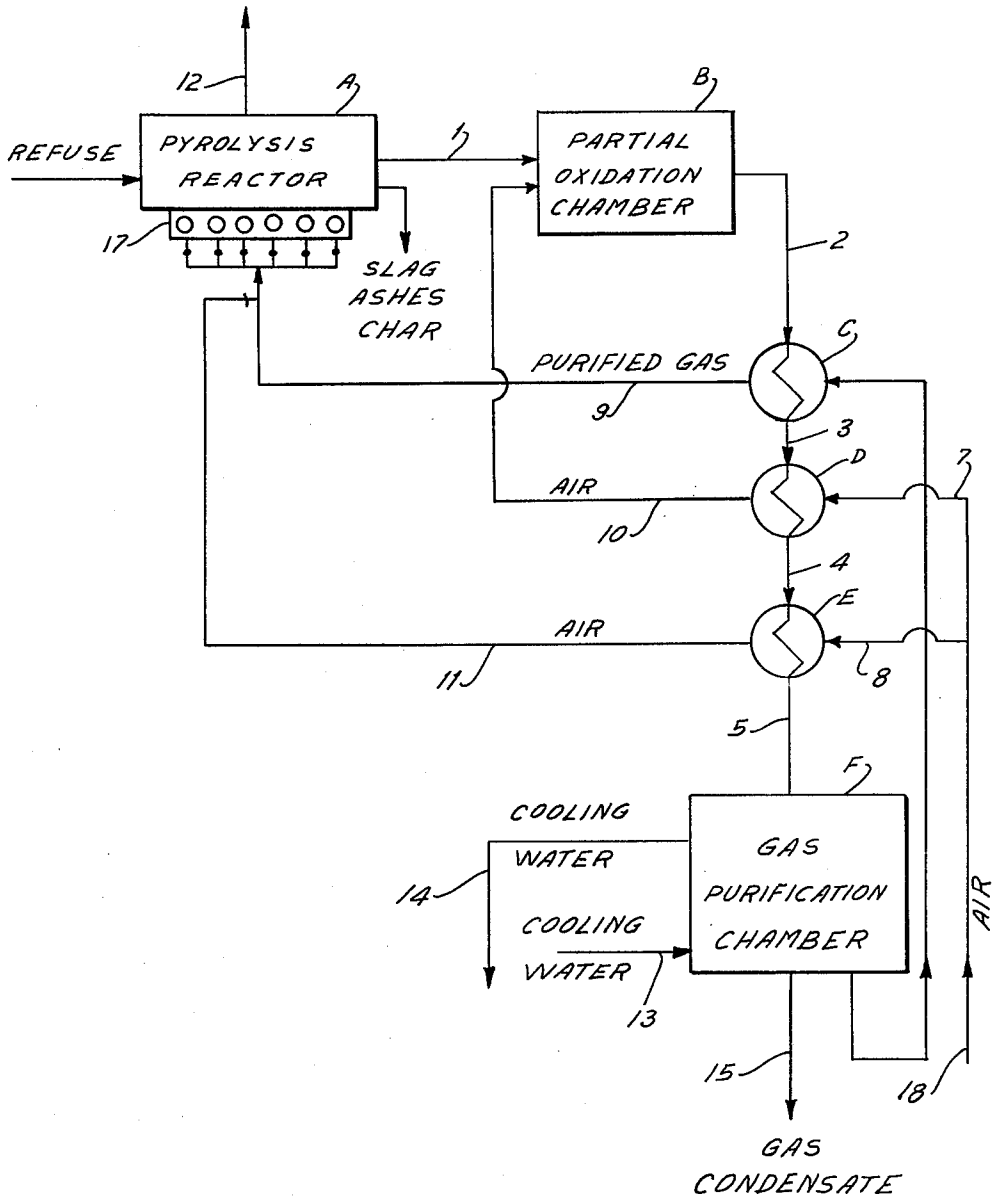 12
A
B
REFUSE
PYROLYSIS
REACTOR
1
PARTIAL
OXIDATION
CHAMBER
17
2
SLAG
ASHES
CHAR
C
PURIFIED GAS
9
3
D
7
AIR
10
4
E
AIR
11
8
5
F
COOLING
WATER
14
GAS
PURIFICATION
CHAMBER
COOLING
WATER
13
AIR
15
18
GAS
CONDENSATE